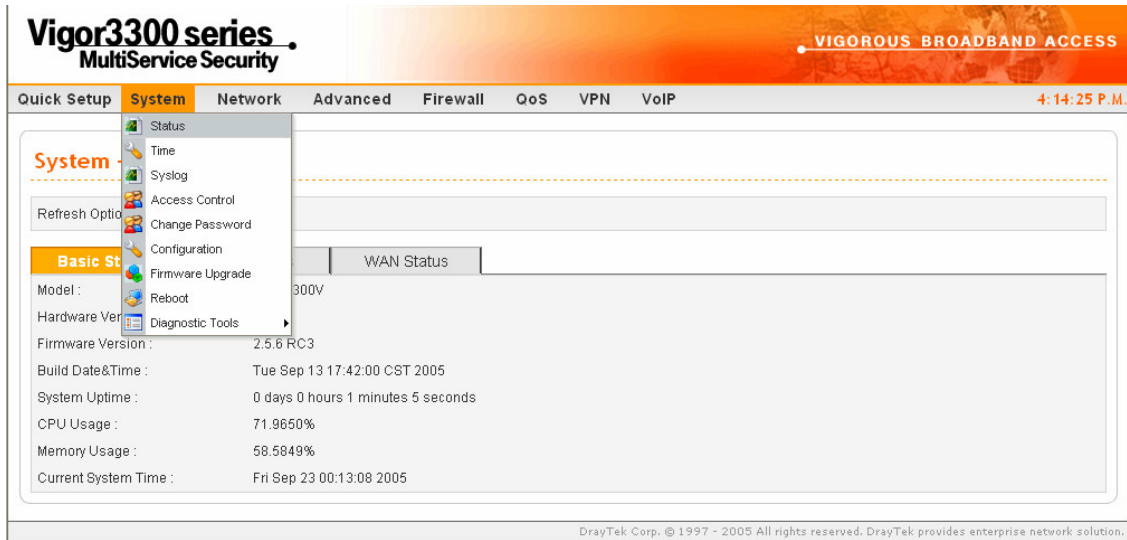 Vigor3300 series
MultiService Security
VIGOROUS BROADBAND ACCESS
Quick Setup System Network Advanced Firewall QoS VPN VoIP 4:14:25 P.M.
Status
Time
System -
Syslog
Access Control
Refresh Optio
Change Password
Configuration
Basic St WAN Status
Firmware Upgrade
Model : 300V
Reboot
Hardware Ver
Diagnostic Tools
Firmware Version : 2.5.6 RC3
Build Date&Time : Tue Sep 13 17:42:00 CST 2005
System Uptime : 0 days 0 hours 1 minutes 5 seconds
CPU Usage : 71.9650%
Memory Usage : 58.5849%
Current System Time : Fri Sep 23 00:13:08 2005
DrayTek Corp. © 1997 - 2005 All rights reserved. DrayTek provides enterprise network solution.